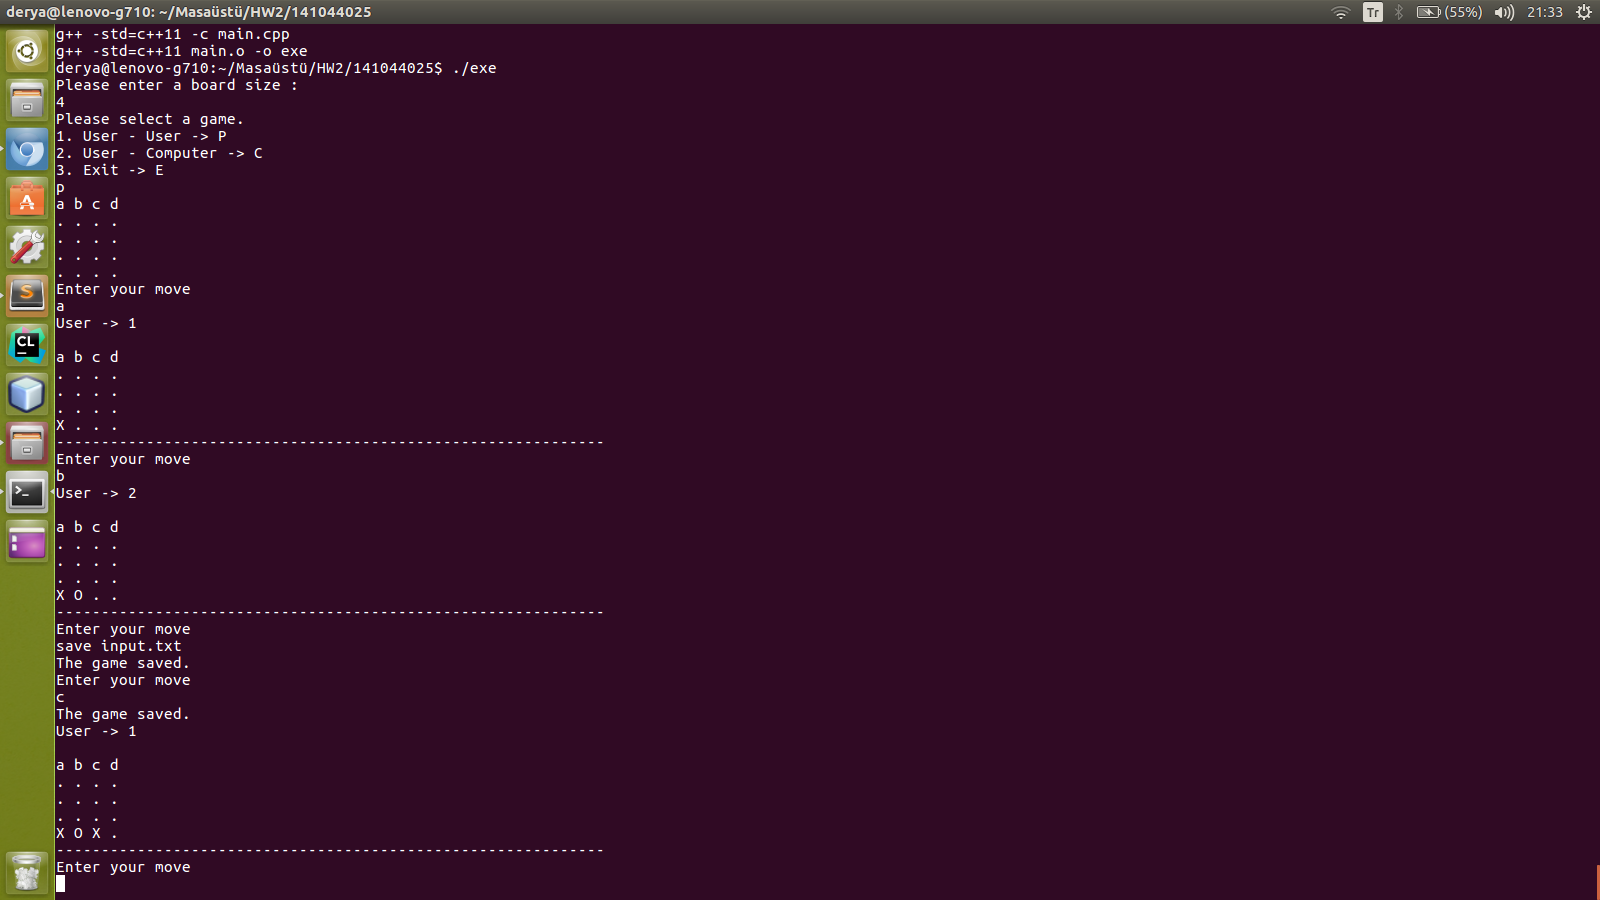 derya@lenovo-g710: ~/Masaüstü/HW2/141044025
Tr
(55%)
21:33
g++ -std=c++11 -c main.cpp
g++ -std=c++11 main.o -o exe
derya@lenovo-g710:~/Masaüstü/HW2/141044025$ ./exe
Please enter a board size :
4
Please select a game.
1. User - User -> P
2. User - Computer -> C
3. Exit -> E
p
a b c d
. . . .
. . . .
. . . .
. . . .
Enter your move
a
User -> 1
a b c d
. . . .
. . . .
. . . .
X . . .
-------------------------------------------------------------
Enter your move
b
User -> 2
a b c d
. . . .
. . . .
. . . .
X O . .
-------------------------------------------------------------
Enter your move
save input.txt
The game saved.
Enter your move
c
The game saved.
User -> 1
a b c d
. . . .
. . . .
. . . .
X O X .
-------------------------------------------------------------
Enter your move
A
S
CL
>_